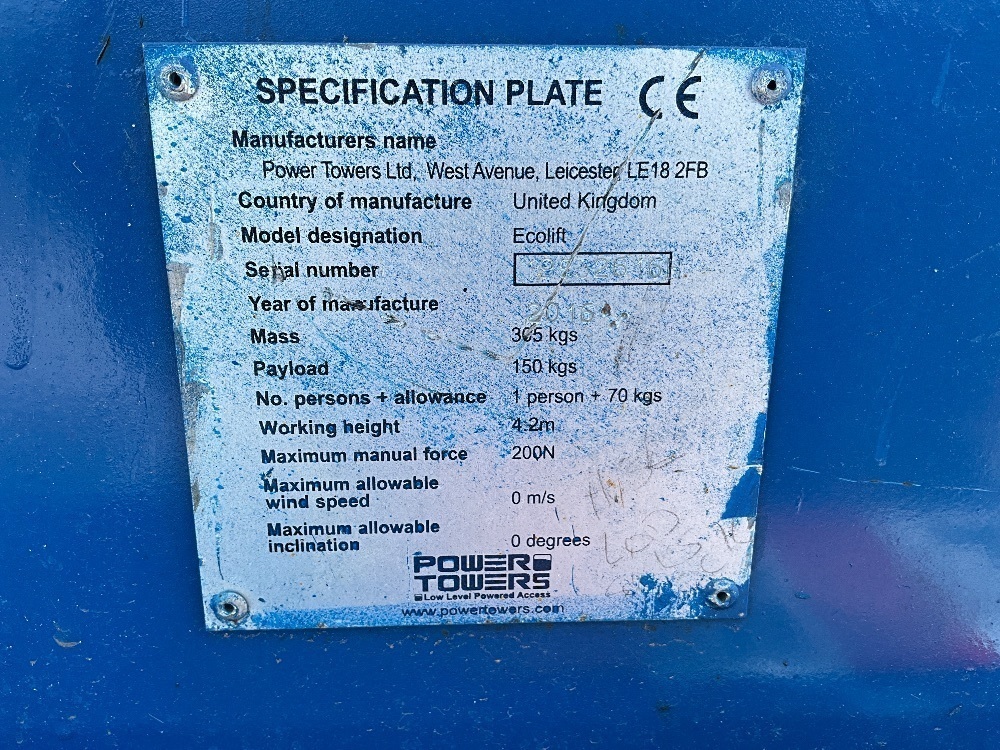 SPECIFICATION PLATE CE
Manufacturers name
Power Towers Ltd, West Avenue, Leicester, LE18 2FB
Country of manufacture United Kingdom
Model designation Ecolift
Serial number
Year of manufacture
Mass 305 kgs
Payload 150 kgs
No. persons + allowance 1 person + 70 kgs
Working height 4.2m
Maximum manual force 200N
Maximum allowable
wind speed 0 m/s
Maximum allowable
inclination 0 degrees
POWER
TOWERS
Low Level Powered Access
www.powertowers.com